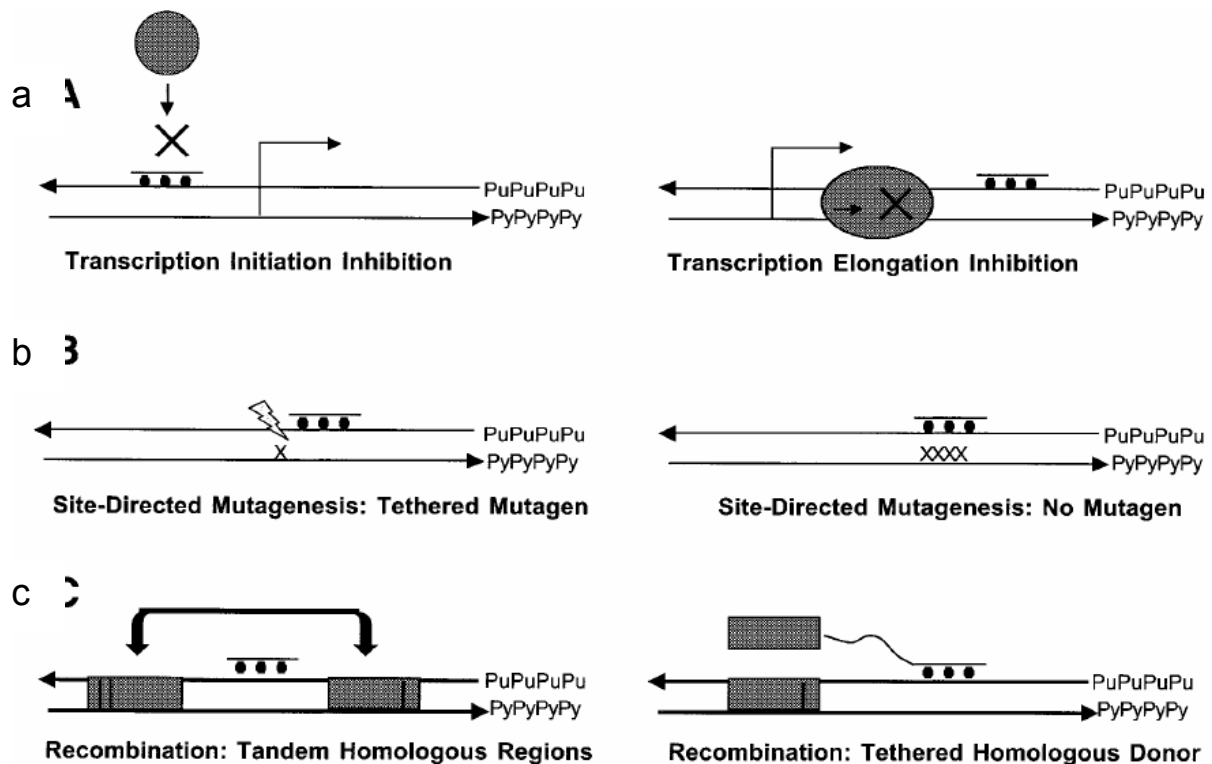 a A
PuPuPuPu
PyPyPyPy
Transcription Initiation Inhibition
PuPuPuPu
PyPyPyPy
Transcription Elongation Inhibition
b B
PuPuPuPu
X
PyPyPyPy
Site-Directed Mutagenesis: Tethered Mutagen
PuPuPuPu
XXXX
PyPyPyPy
Site-Directed Mutagenesis: No Mutagen
c C
PuPuPuPu
PyPyPyPy
Recombination: Tandem Homologous Regions
PuPuPuPu
PyPyPyPy
Recombination: Tethered Homologous Donor